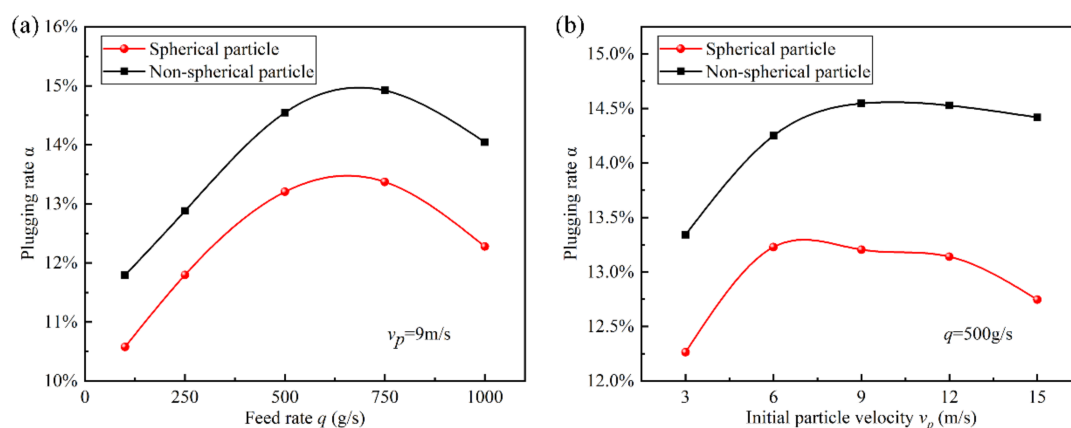 (a)
16%
15%
14%
13%
12%
11%
10%
Plugging rate α
Spherical particle
Non-spherical particle
v_p=9m/s
0 250 500 750 1000
Feed rate q (g/s)
(b)
15.0%
14.5%
14.0%
13.5%
13.0%
12.5%
12.0%
Plugging rate α
Spherical particle
Non-spherical particle
q=500g/s
3 6 9 12 15
Initial particle velocity v_p (m/s)